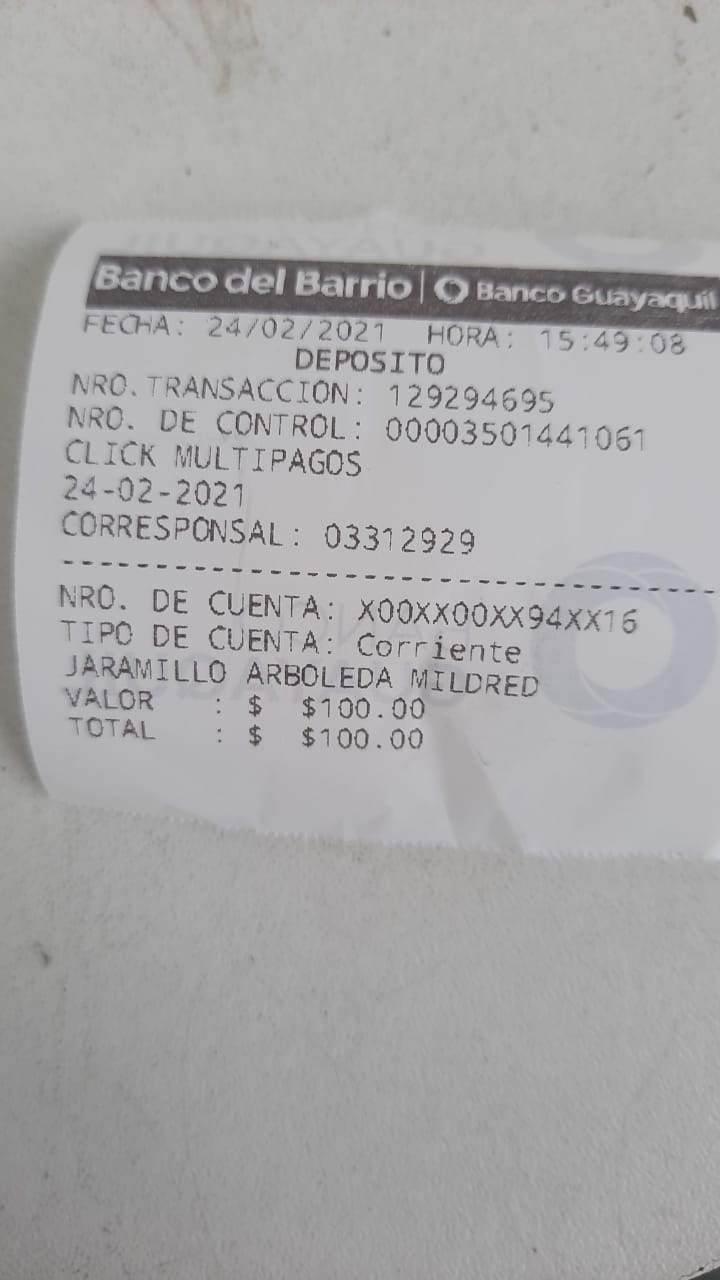 Banco del Barrio | Banco Guayaquil
FECHA: 24/02/2021 HORA: 15:49:08
DEPOSITO
NRO.TRANSACCION: 129294695
NRO. DE CONTROL: 00003501441061
CLICK MULTIPAGOS
24-02-2021
CORRESPONSAL: 03312929
--------------------------------------------
NRO. DE CUENTA: X00XX00XX94XX16
TIPO DE CUENTA: Corriente
JARAMILLO ARBOLEDA MILDRED
VALOR : $ $100.00
TOTAL : $ $100.00